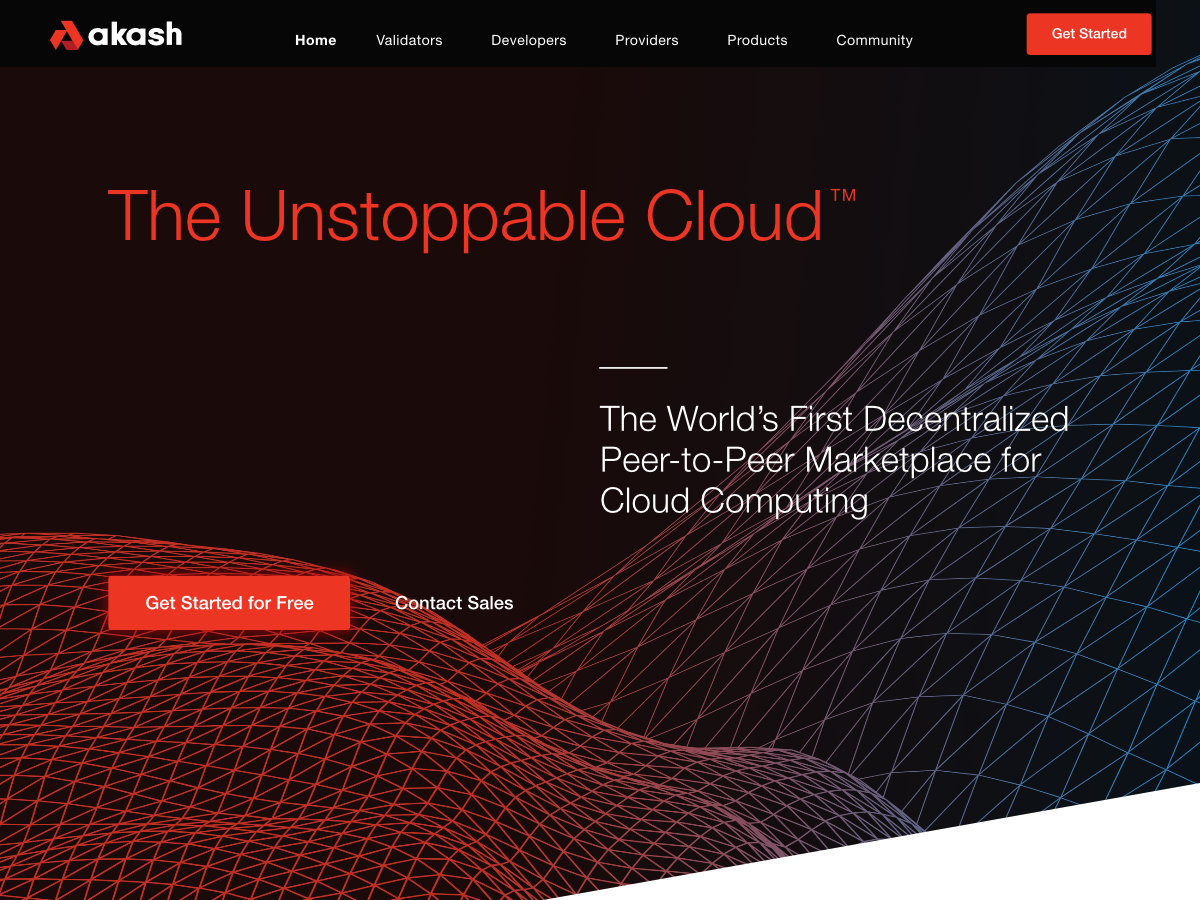 akash
Home Validators Developers Providers Products Community
Get Started
The Unstoppable Cloud™
The World’s First Decentralized
Peer-to-Peer Marketplace for
Cloud Computing
Get Started for Free
Contact Sales